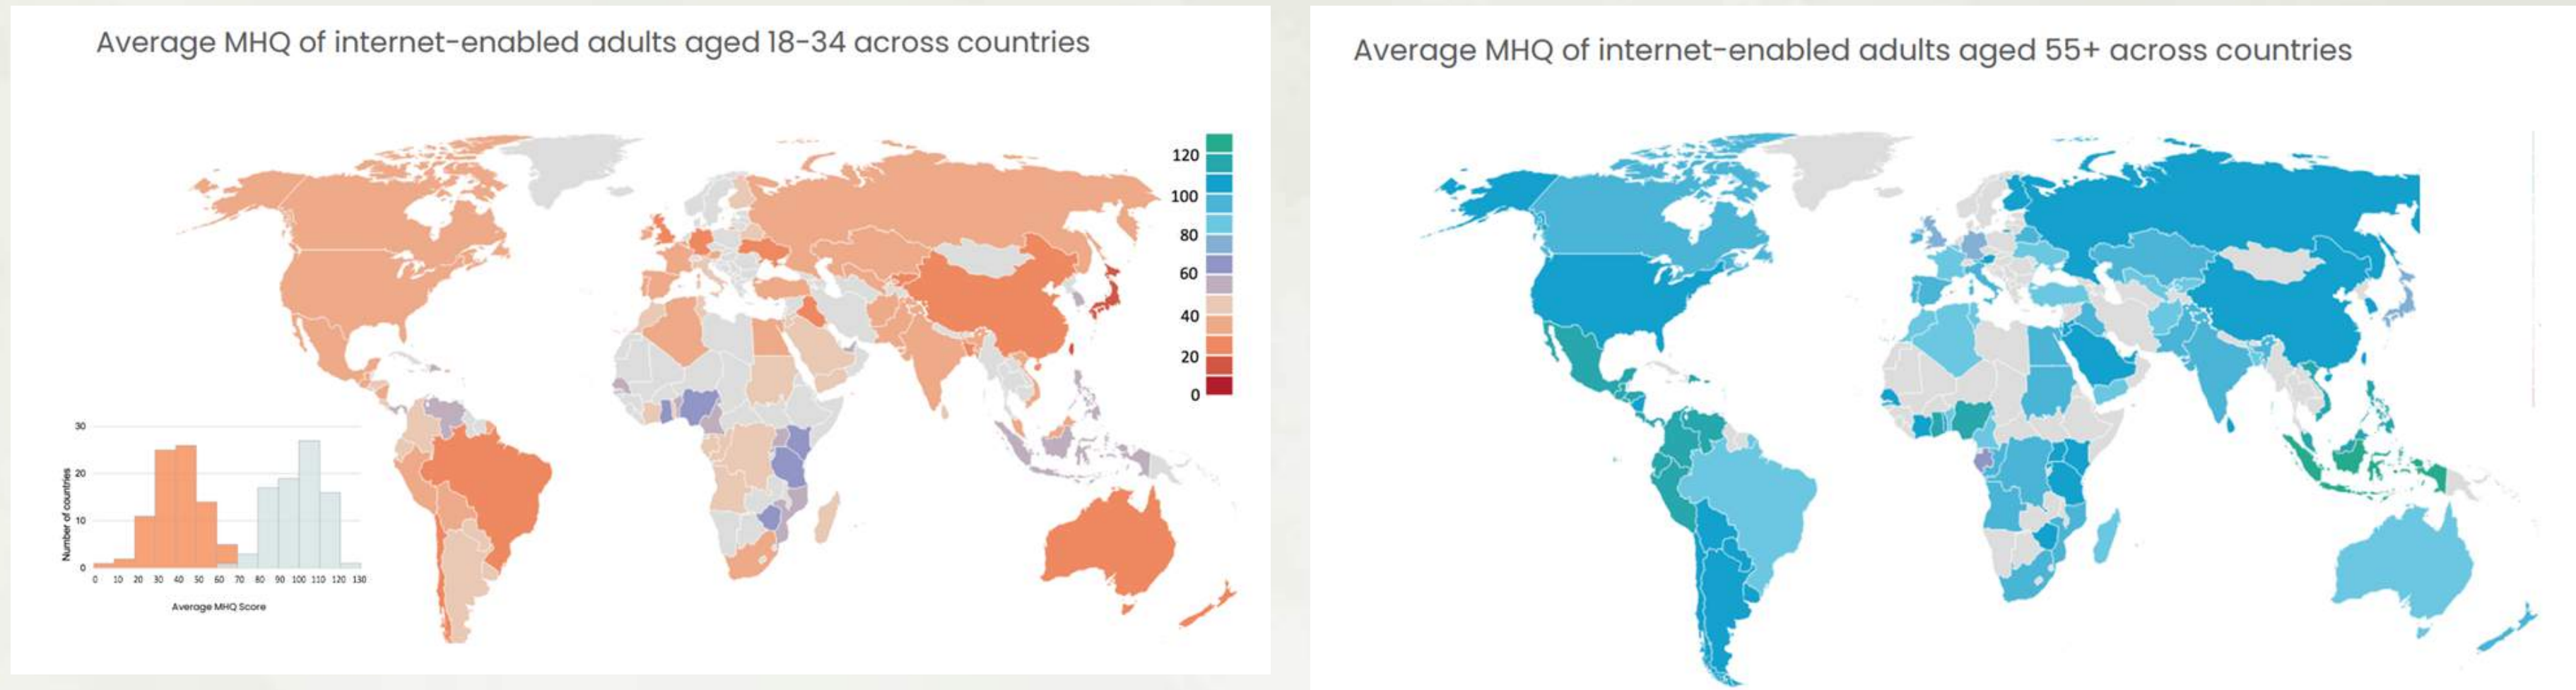 Average MHQ of internet-enabled adults aged 18-34 across countries
120
100
80
60
40
20
0
30
20
10
0
Number of countries
0 10 20 30 40 50 60 70 80 90 100 110 120 130
Average MHQ Score
Average MHQ of internet-enabled adults aged 55+ across countries